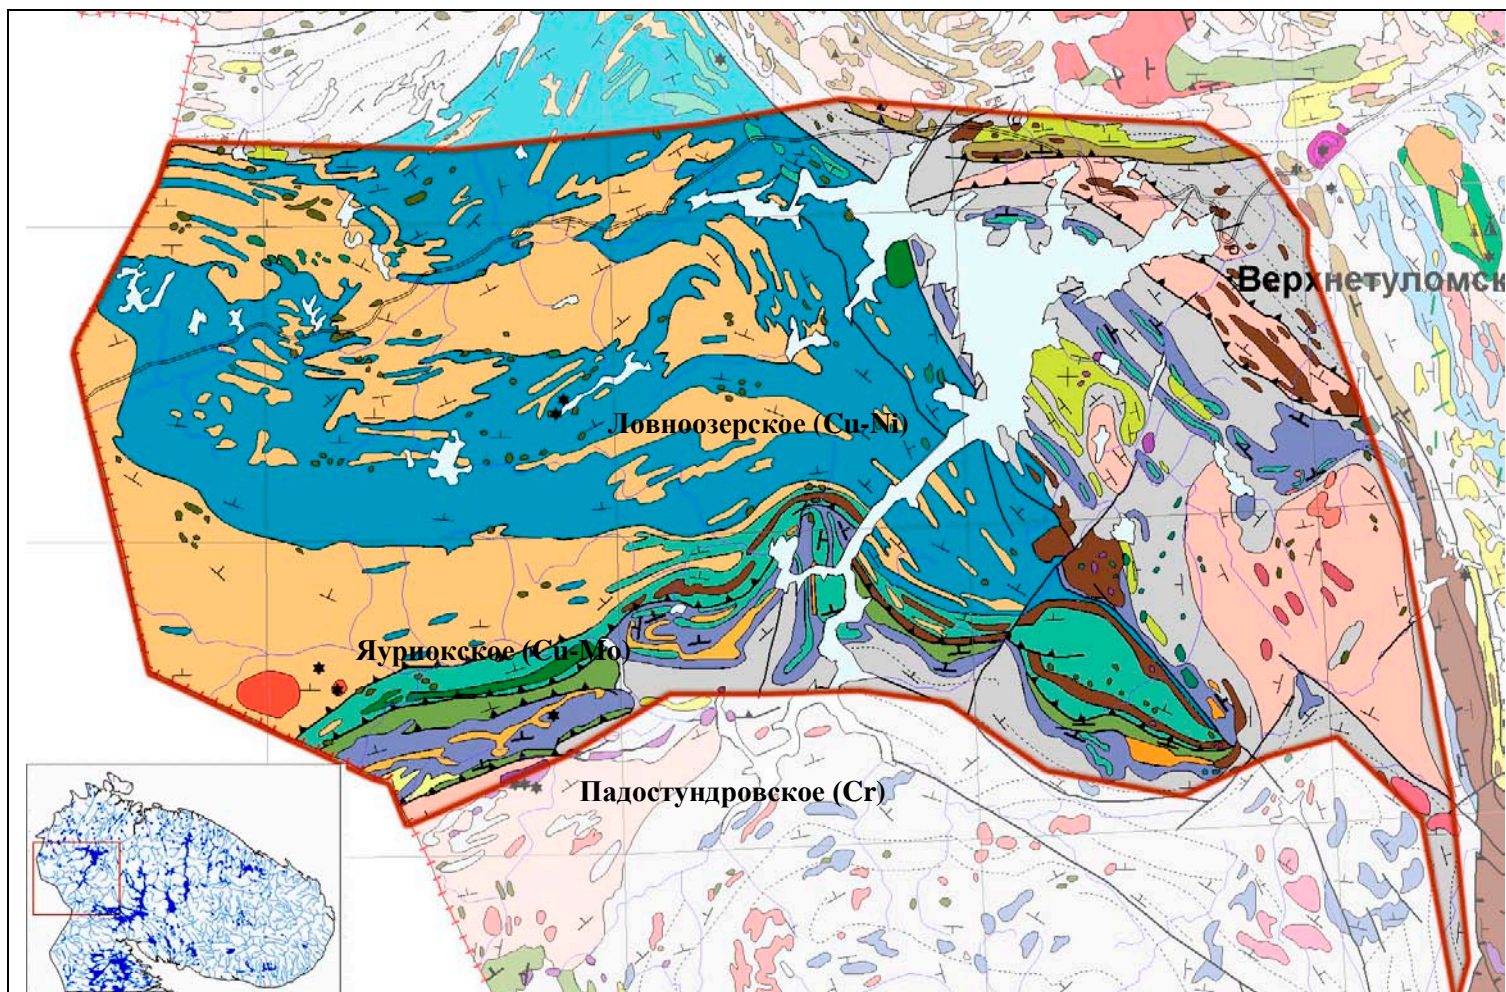 Верхнетуломск
Ловноозерское (Cu-Ni)
Яуриокское (Cu-Mo)
Падостундровское (Cr)